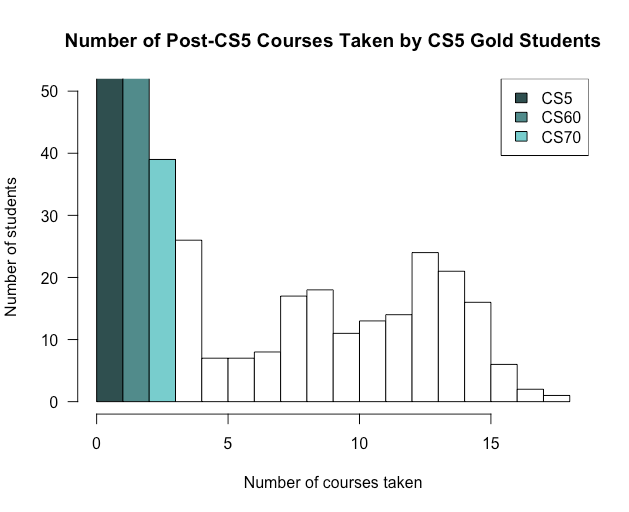 Number of Post-CS5 Courses Taken by CS5 Gold Students
CS5
CS60
CS70
Number of students
50
40
30
20
10
0
0 5 10 15
Number of courses taken